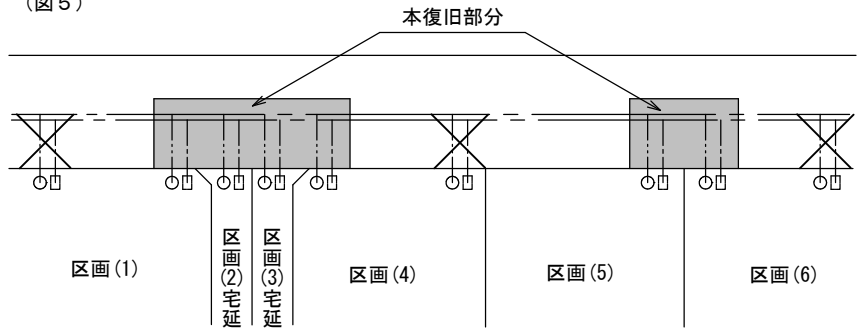 (図5)
本復旧部分
区画(1)
区画(2)宅延
区画(3)宅延
区画(4)
区画(5)
区画(6)